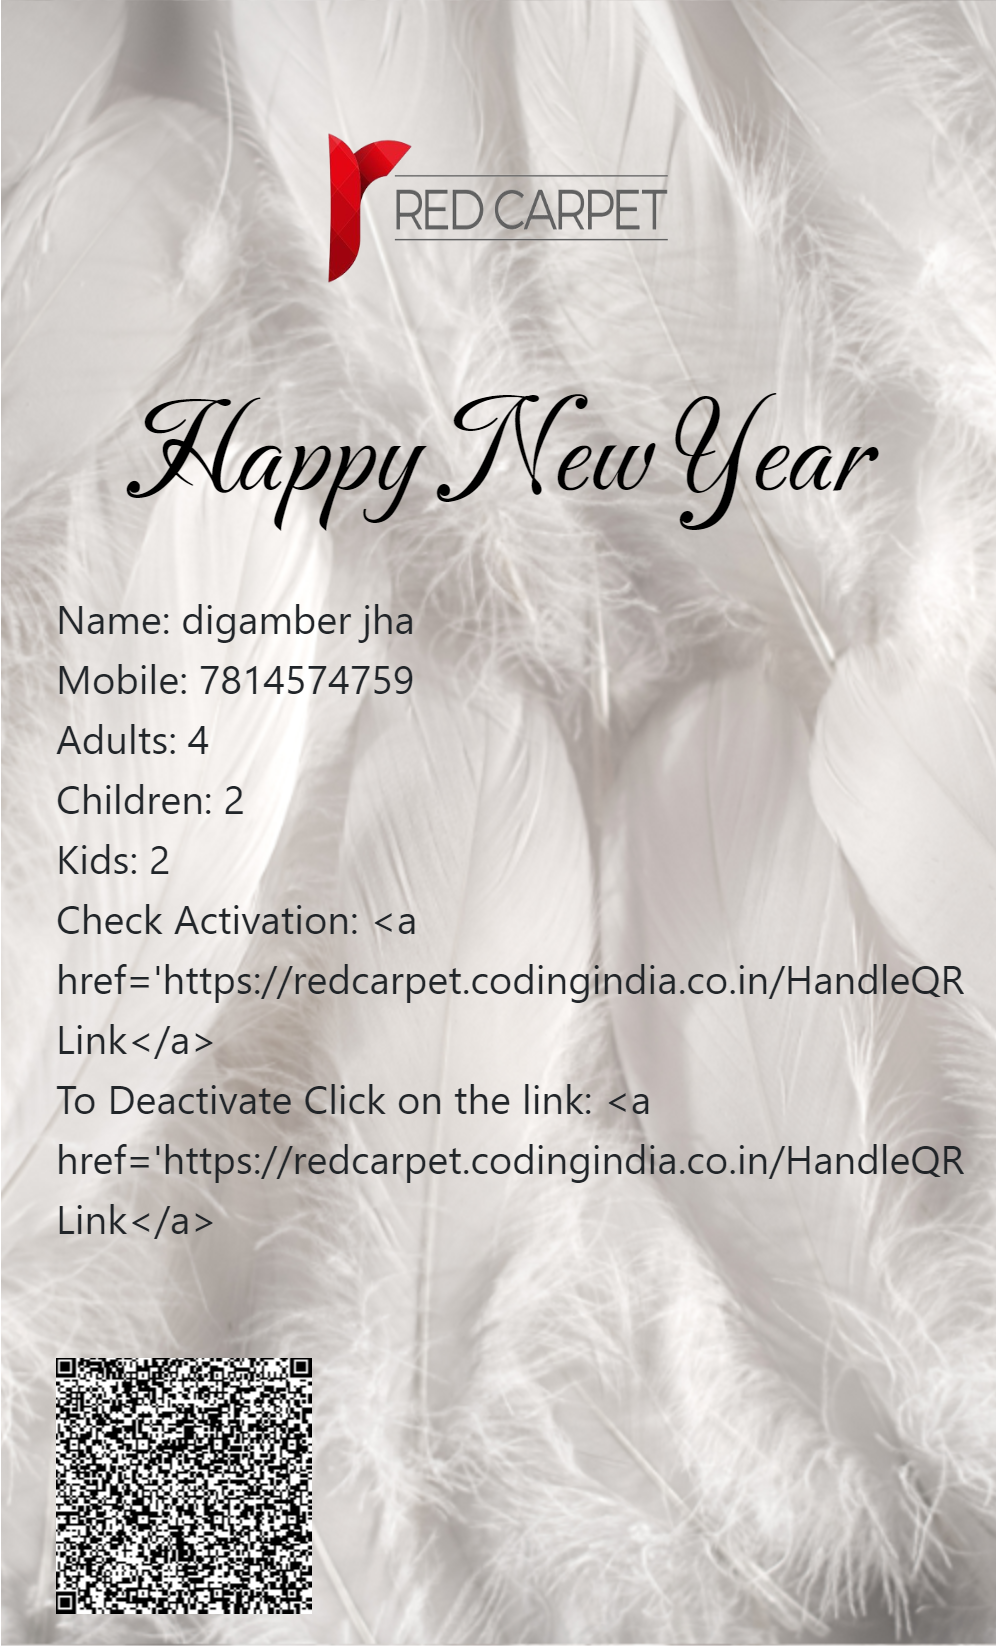 RED CARPET
Happy New Year
Name: digamber jha
Mobile: 7814574759
Adults: 4
Children: 2
Kids: 2
Check Activation: <a
href='https://redcarpet.codingindia.co.in/HandleQR
Link</a>
To Deactivate Click on the link: <a
href='https://redcarpet.codingindia.co.in/HandleQR
Link</a>